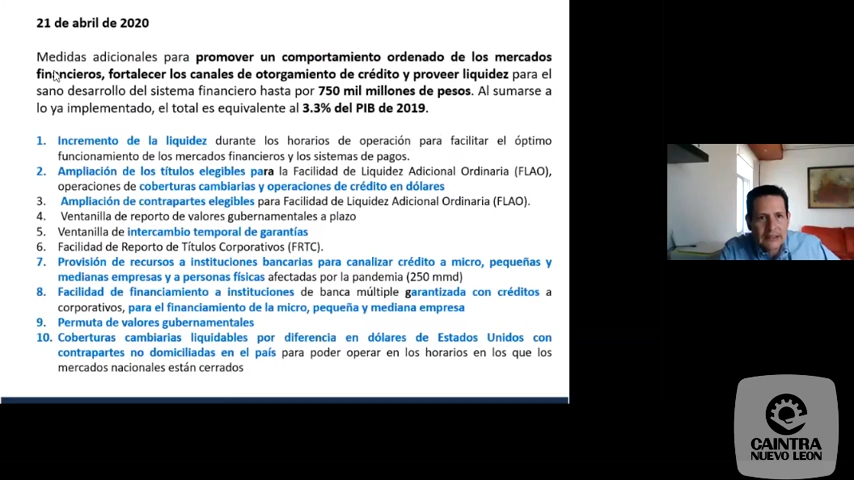 21 de abril de 2020
Medidas adicionales para promover un comportamiento ordenado de los mercados
financieros, fortalecer los canales de otorgamiento de crédito y proveer liquidez para el
sano desarrollo del sistema financiero hasta por 750 mil millones de pesos. Al sumarse a
lo ya implementado, el total es equivalente al 3.3% del PIB de 2019.
1. Incremento de la liquidez durante los horarios de operación para facilitar el óptimo
funcionamiento de los mercados financieros y los sistemas de pagos.
2. Ampliación de los títulos elegibles para la Facilidad de Liquidez Adicional Ordinaria (FLAO),
operaciones de coberturas cambiarias y operaciones de crédito en dólares
3. Ampliación de contrapartes elegibles para Facilidad de Liquidez Adicional Ordinaria (FLAO).
4. Ventanilla de reporto de valores gubernamentales a plazo
5. Ventanilla de intercambio temporal de garantías
6. Facilidad de Reporto de Títulos Corporativos (FRTC).
7. Provisión de recursos a instituciones bancarias para canalizar crédito a micro, pequeñas y
medianas empresas y a personas físicas afectadas por la pandemia (250 mmd)
8. Facilidad de financiamiento a instituciones de banca múltiple garantizada con créditos a
corporativos, para el financiamiento de la micro, pequeña y mediana empresa
9. Permuta de valores gubernamentales
10. Coberturas cambiarias liquidables por diferencia en dólares de Estados Unidos con
contrapartes no domiciliadas en el país para poder operar en los horarios en los que los
mercados nacionales están cerrados
CAINTRA
NUEVO LEÓN